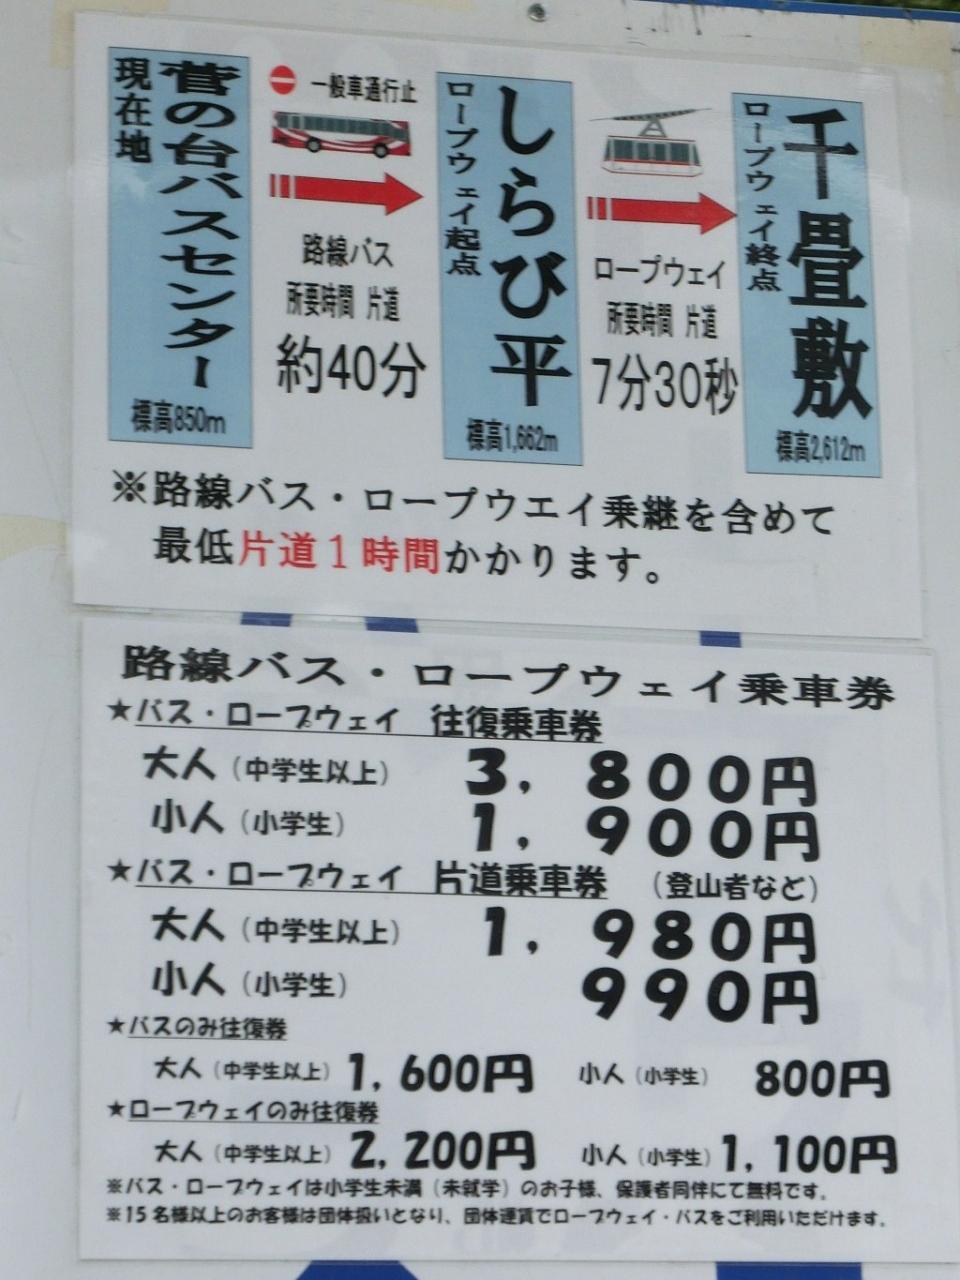 現在地
菅の台バスセンター
標高850m
一般車通行止
路線バス
所要時間 片道
約40分
ロープウェイ起点
しらび平
標高1,662m
ロープウェイ
所要時間 片道
7分30秒
ロープウェイ終点
千畳敷
標高2,612m
※路線バス・ロープウエイ乗継を含めて
最低片道1時間かかります。
路線バス・ロープウェイ乗車券
★バス・ロープウェイ 往復乗車券
大人(中学生以上) 3,800円
小人(小学生) 1,900円
★バス・ロープウェイ 片道乗車券 (登山者など)
大人(中学生以上) 1,980円
小人(小学生) 990円
★バスのみ往復券
大人(中学生以上) 1,600円 小人(小学生) 800円
★ロープウェイのみ往復券
大人(中学生以上) 2,200円 小人(小学生) 1,100円
※バス・ロープウェイは小学生未満(未就学)のお子様、保護者同伴にて無料です。
※15名様以上のお客様は団体扱いとなり、団体運賃でロープウェイ・バスをご利用いただけます。